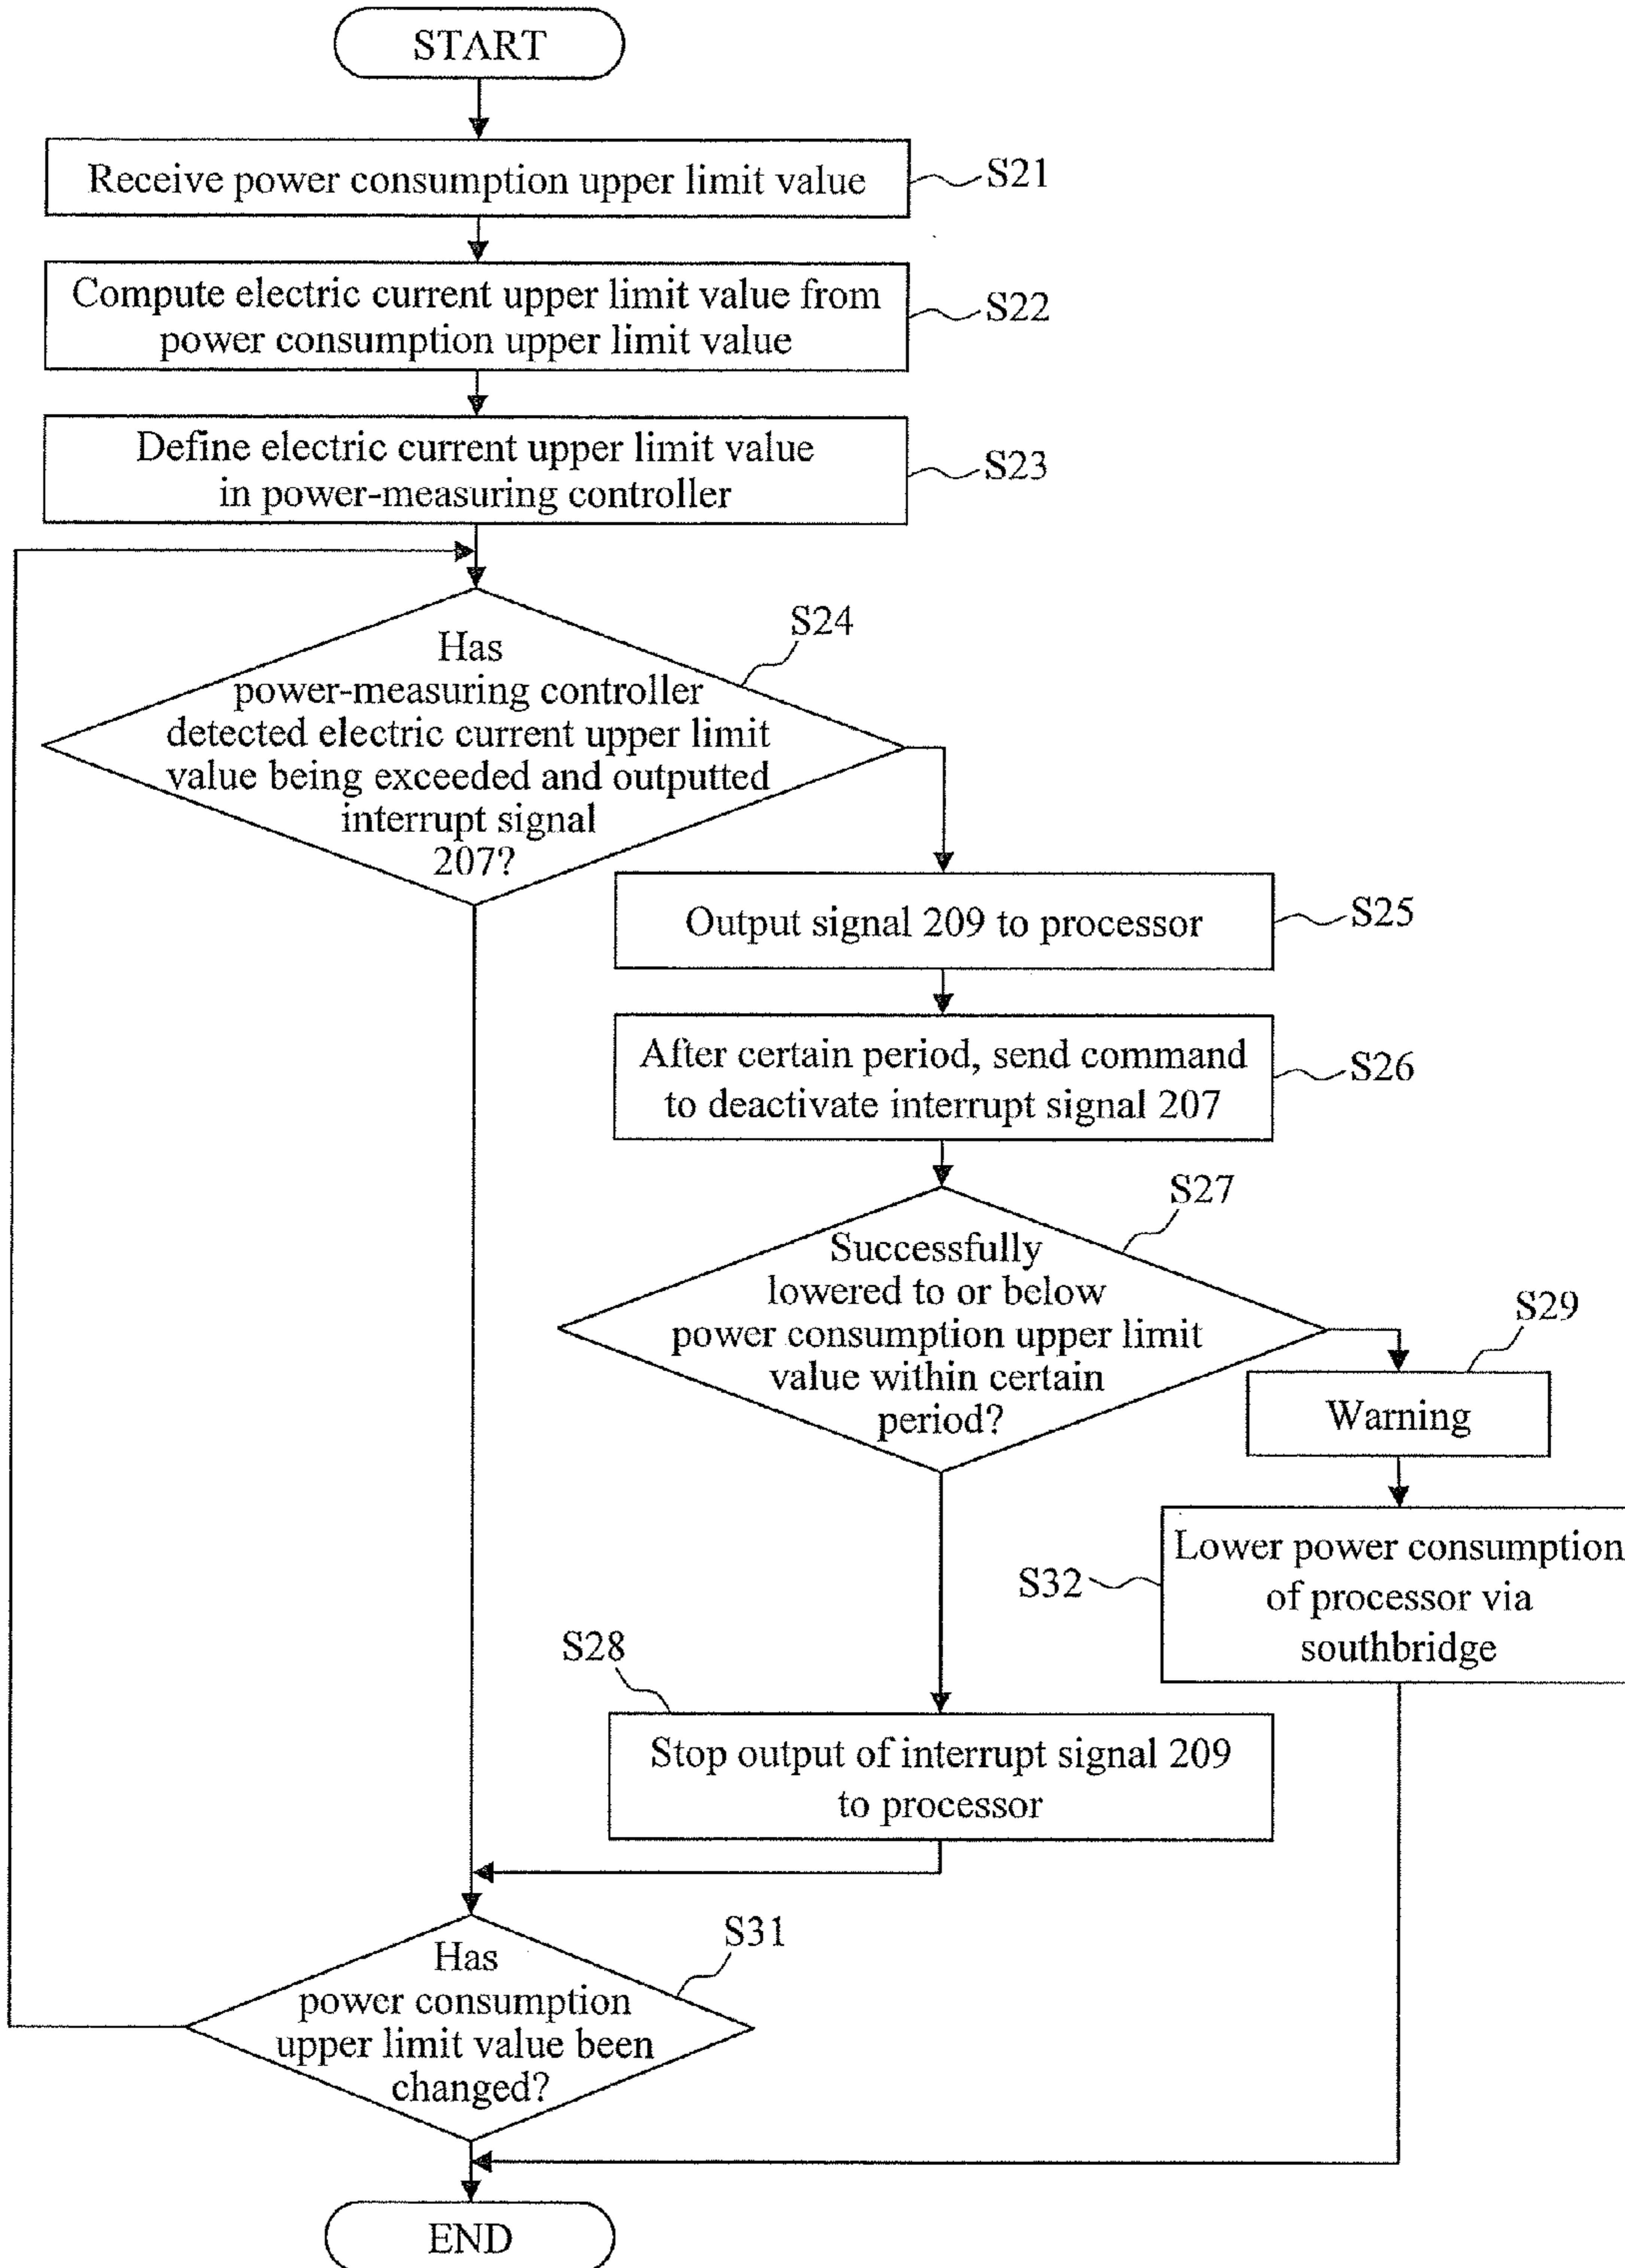 START
Receive power consumption upper limit value
S21
Compute electric current upper limit value from
power consumption upper limit value
S22
Define electric current upper limit value
in power-measuring controller
S23
S24
Has
power-measuring controller
detected electric current upper limit
value being exceeded and outputted
interrupt signal
207?
Output signal 209 to processor
S25
After certain period, send command
to deactivate interrupt signal 207
S26
S27
Successfully
lowered to or below
power consumption upper limit
value within certain
period?
S29
Warning
Lower power consumption
of processor via
southbridge
S32
S28
Stop output of interrupt signal 209
to processor
S31
Has
power consumption
upper limit value been
changed?
END